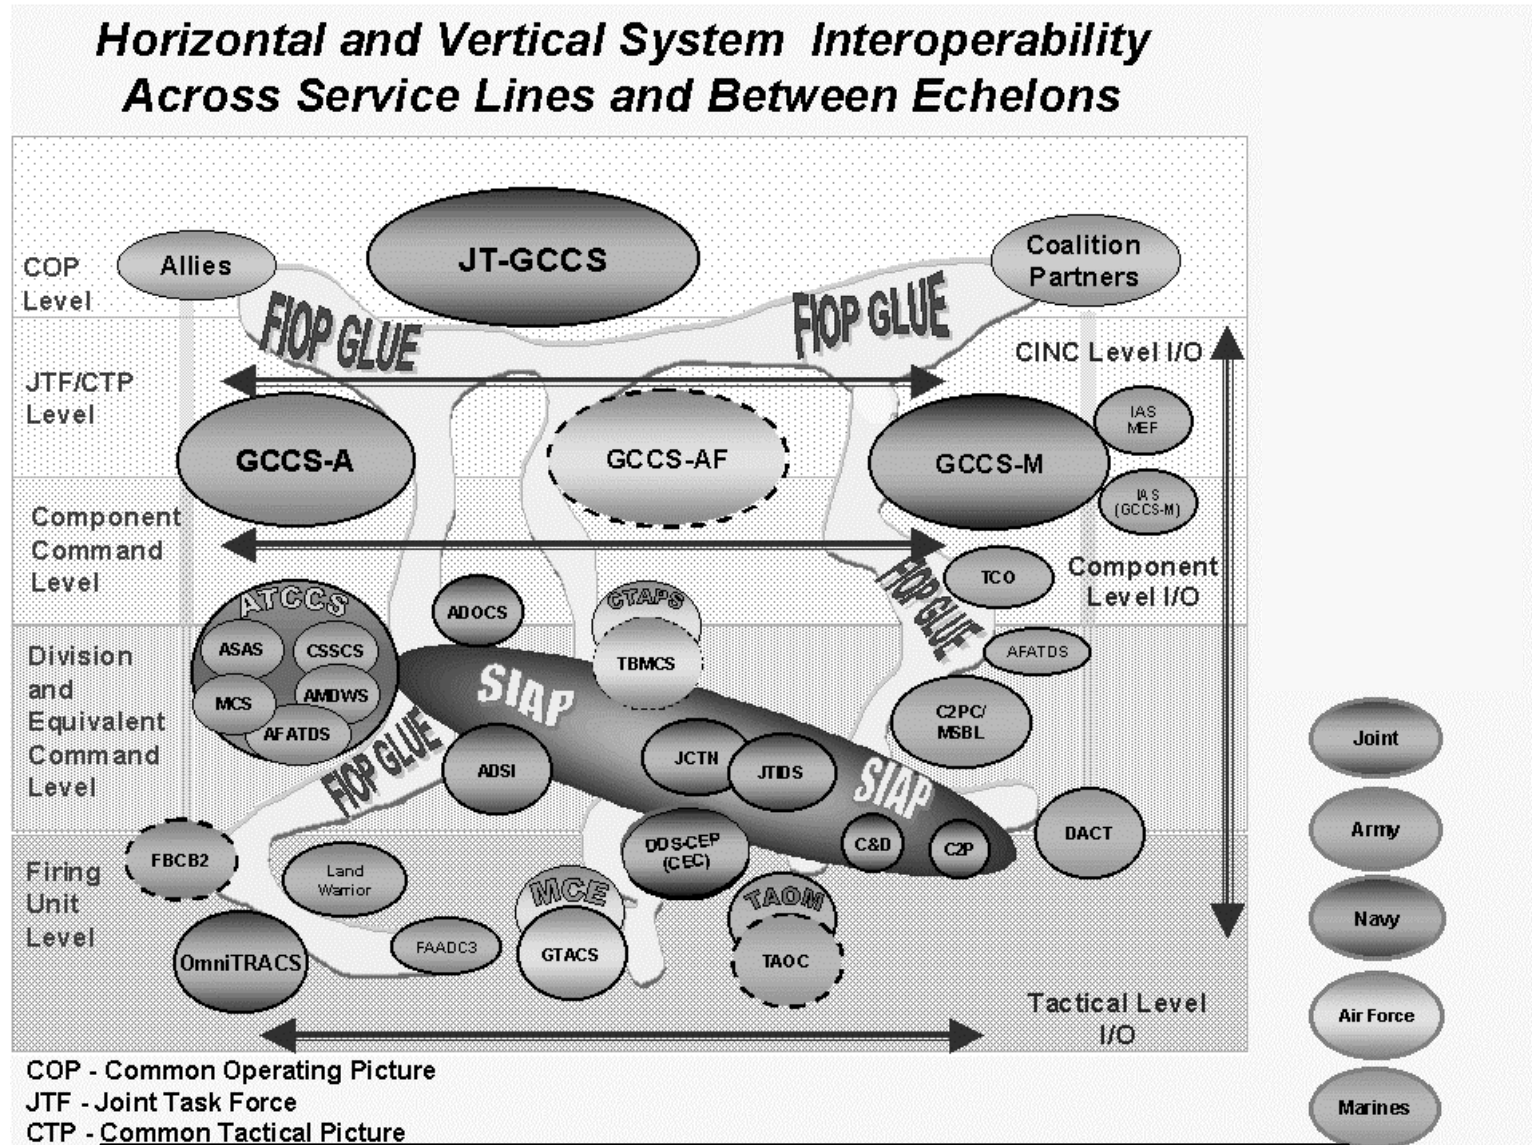 Horizontal and Vertical System Interoperability
Across Service Lines and Between Echelons
COP
Level
Allies
JT-GCCS
Coalition
Partners
FIOP GLUE
FIOP GLUE
CINC Level I/O
JTF/CTP
Level
GCCS-A
GCCS-AF
GCCS-M
IAS
MEF
IAS
(GCCS-M)
Component
Command
Level
TCO
Component
Level I/O
FIOP GLUE
ATCCS
ASAS
CSSCS
MCS
AMDWS
AFATDS
ADOCS
CTAPS
TBMCS
AFATDS
Division
and
Equivalent
Command
Level
SIAP
C2PC/
MSBL
FIOP GLUE
ADSI
JCTN
JTIDS
SIAP
FBCB2
DDS-CEP
(CEC)
C&D
C2P
DACT
Firing
Unit
Level
Land
Warrior
MCE
TAOM
OmniTRACS
FAADC3
GTACS
TAOC
Tactical Level
I/O
Joint
Army
Navy
Air Force
Marines
COP - Common Operating Picture
JTF - Joint Task Force
CTP - Common Tactical Picture